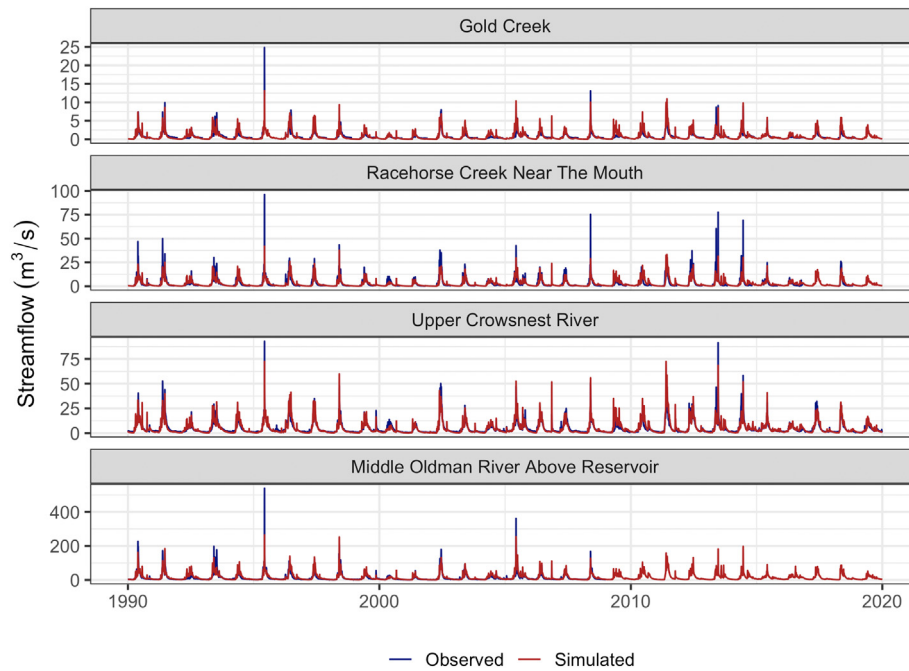 Gold Creek
25
20
15
10
5
0
Racehorse Creek Near The Mouth
100
75
50
25
0
Streamflow (m³/s)
Upper Crowsnest River
75
50
25
0
Middle Oldman River Above Reservoir
400
200
0
1990 2000 2010 2020
Observed Simulated